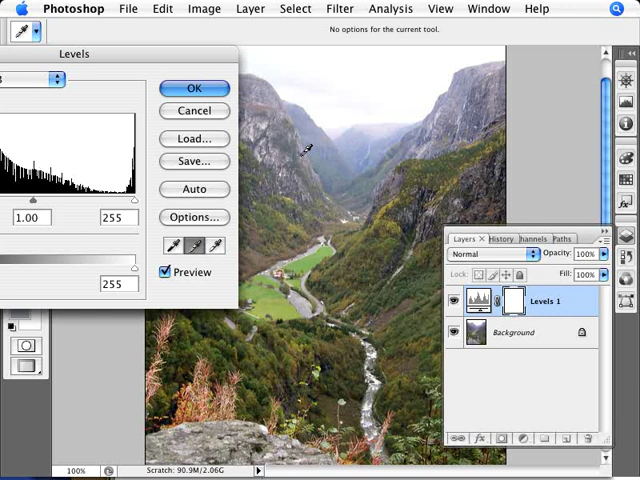 Photoshop File Edit Image Layer Select Filter Analysis View Window Help
No options for the current tool.
Levels
OK
Cancel
Load...
Save...
Auto
Options...
1.00 255
Preview
255
Layers × History hannels Paths
Normal Opacity: 100%
Lock: Fill: 100%
Levels 1
Background
100% Scratch: 90.9M/2.06G